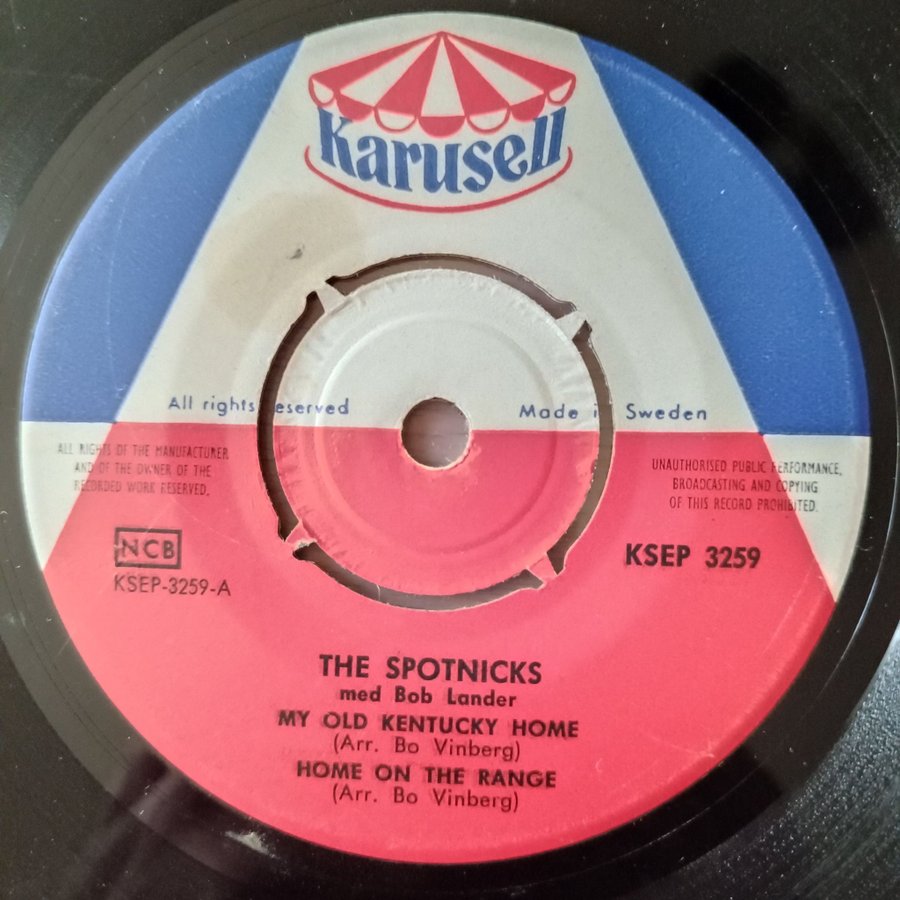 Karusell
All rights reserved
Made in Sweden
ALL RIGHTS OF THE MANUFACTURER
AND OF THE OWNER OF THE
RECORDED WORK RESERVED.
UNAUTHORISED PUBLIC PERFORMANCE,
BROADCASTING AND COPYING
OF THIS RECORD PROHIBITED.
NCB
KSEP-3259-A
KSEP 3259
THE SPOTNICKS
med Bob Lander
MY OLD KENTUCKY HOME
(Arr. Bo Vinberg)
HOME ON THE RANGE
(Arr. Bo Vinberg)